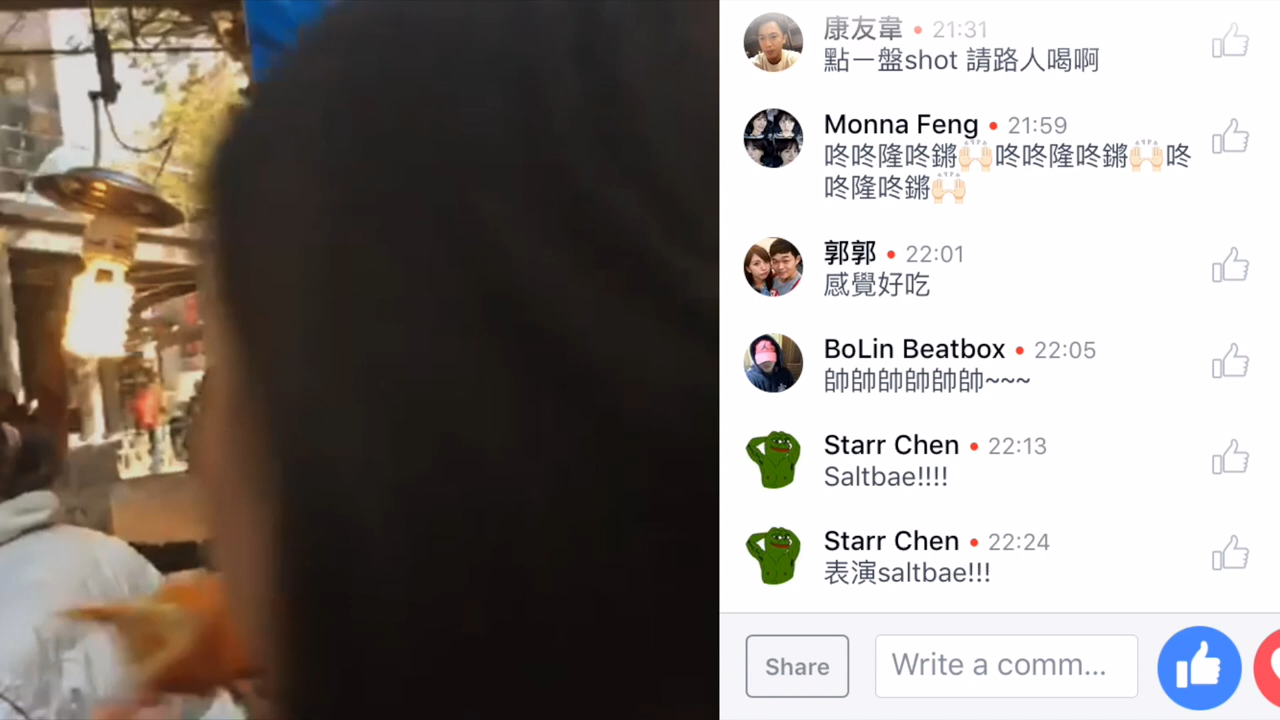 康友韋 • 21:31
點一盤shot 請路人喝啊
Monna Feng • 21:59
咚咚隆咚鏘🙌🏻咚咚隆咚鏘🙌🏻咚
咚隆咚鏘🙌🏻
郭郭 • 22:01
感覺好吃
BoLin Beatbox • 22:05
帥帥帥帥帥帥~~~
Starr Chen • 22:13
Saltbae!!!!
Starr Chen • 22:24
表演saltbae!!!
Share
Write a comm...